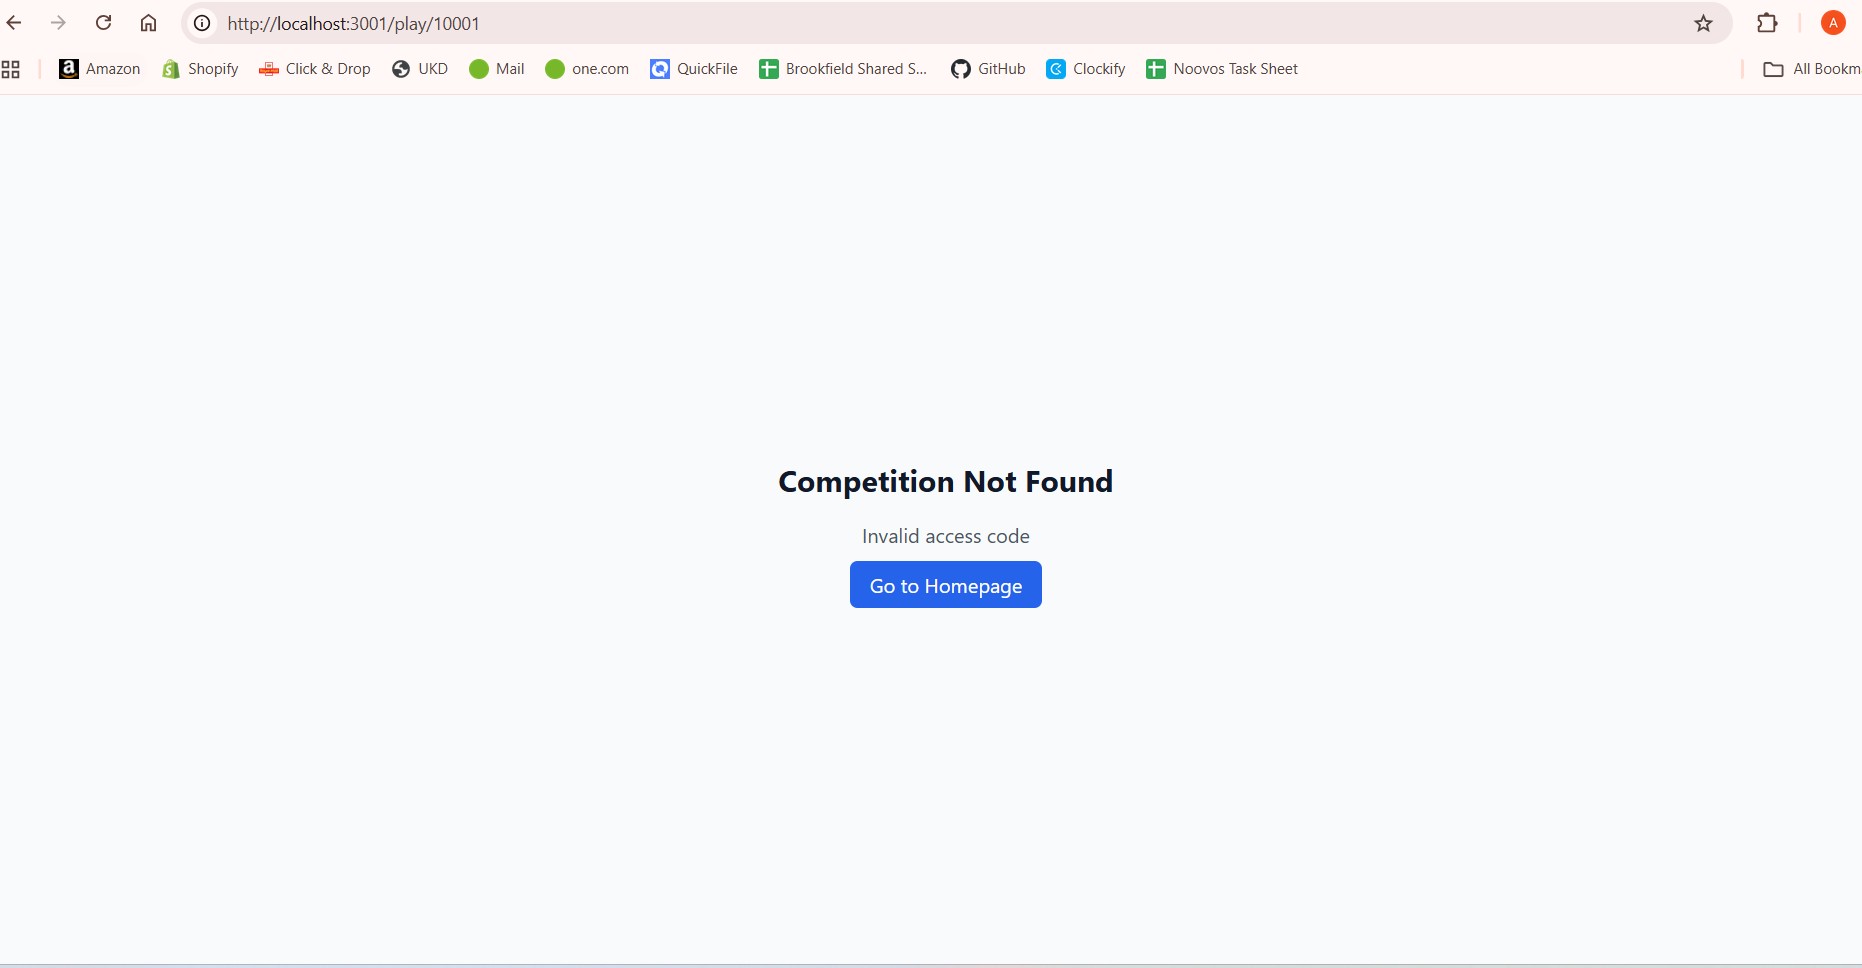 http://localhost:3001/play/10001
A
Amazon Shopify Click & Drop UKD Mail one.com QuickFile Brookfield Shared S... GitHub Clockify Noovos Task Sheet All Bookm
Competition Not Found
Invalid access code
Go to Homepage